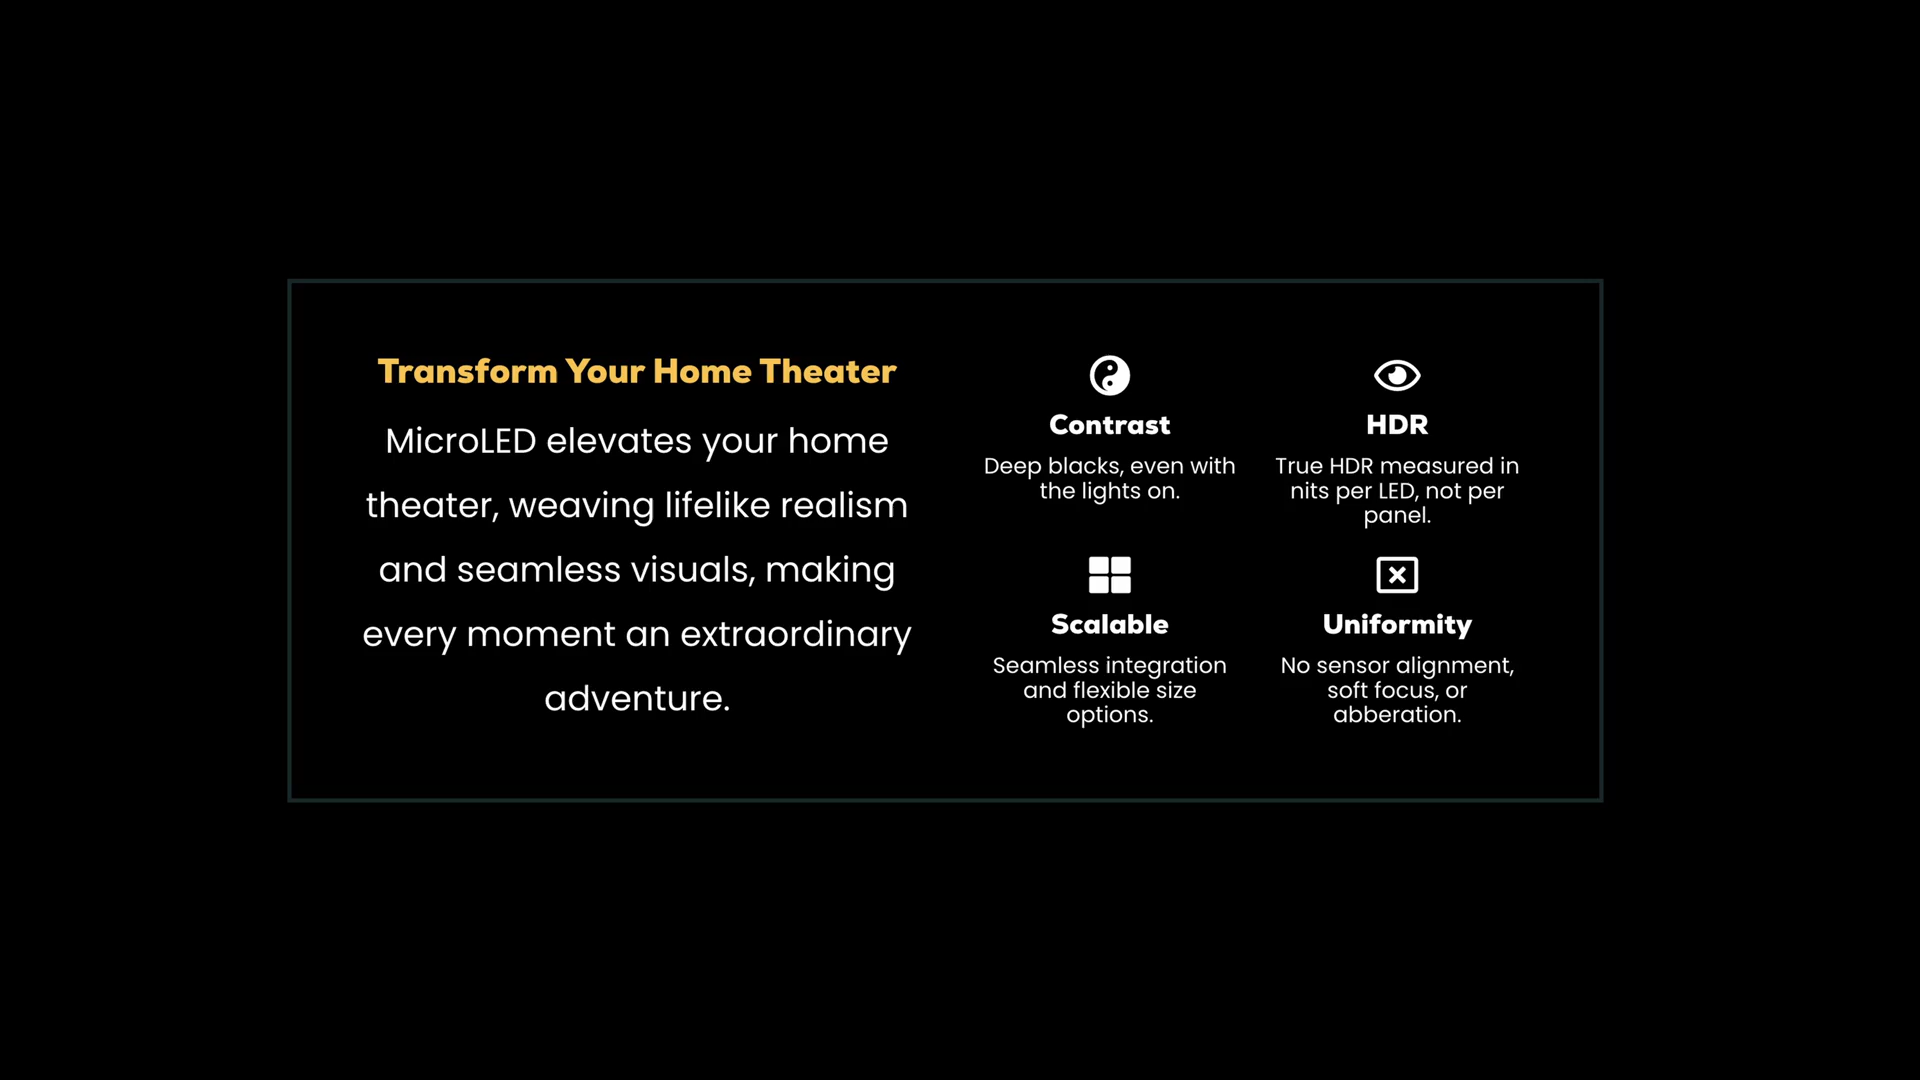 Transform Your Home Theater
MicroLED elevates your home
theater, weaving lifelike realism
and seamless visuals, making
every moment an extraordinary
adventure.
Contrast
Deep blacks, even with
the lights on.
HDR
True HDR measured in
nits per LED, not per
panel.
Scalable
Seamless integration
and flexible size
options.
Uniformity
No sensor alignment,
soft focus, or
abberation.